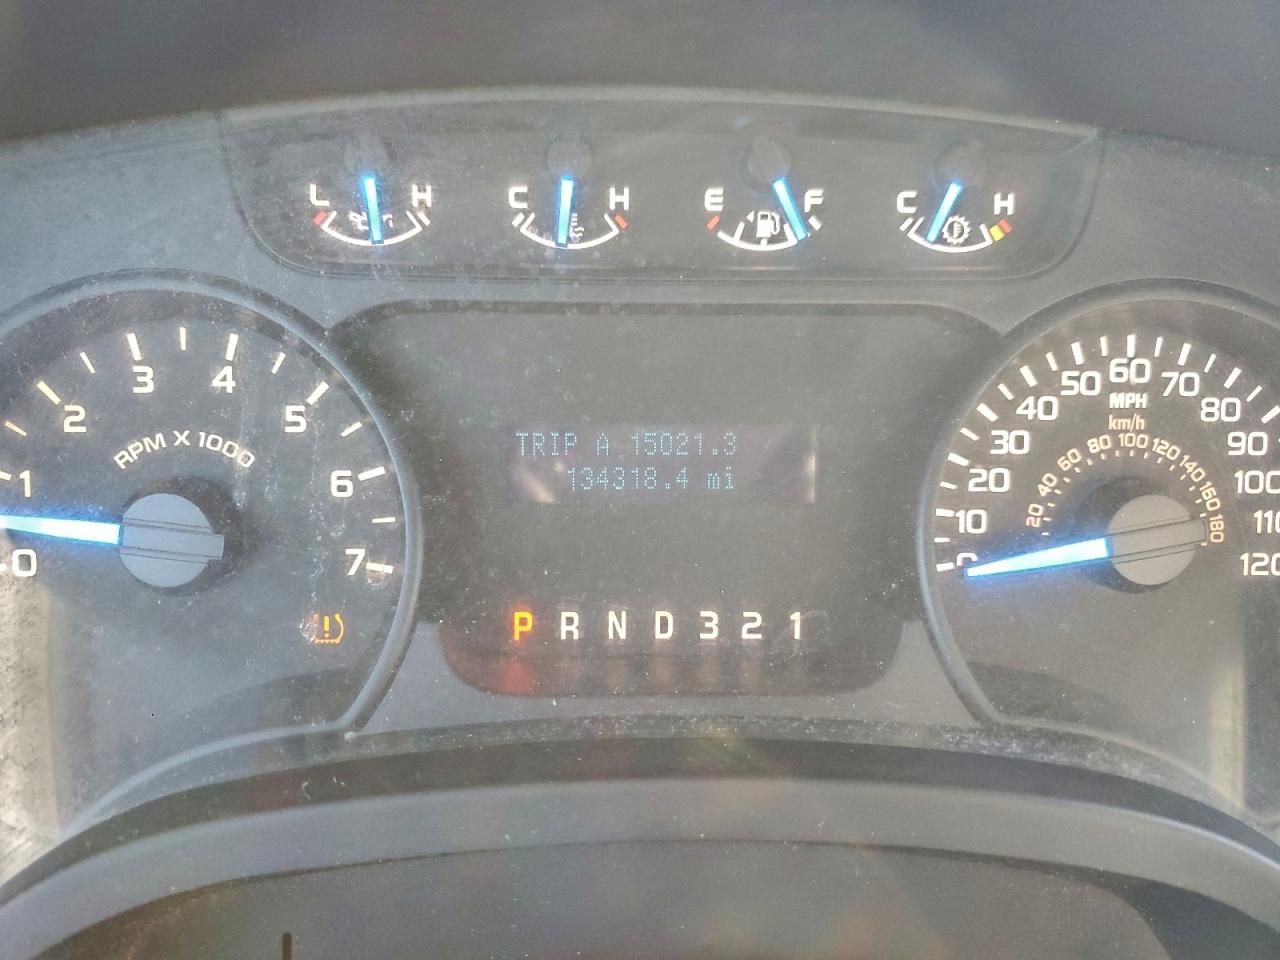 L H
C H
E F
C H
0 1 2 3 4 5 6 7
RPM X 1000
TRIP A 15021.3
134318.4 mi
P R N D 3 2 1
0 10 20 30 40 50 60 70 80 90 100 110 120
MPH
km/h
20 40 60 80 100 120 140 160 180